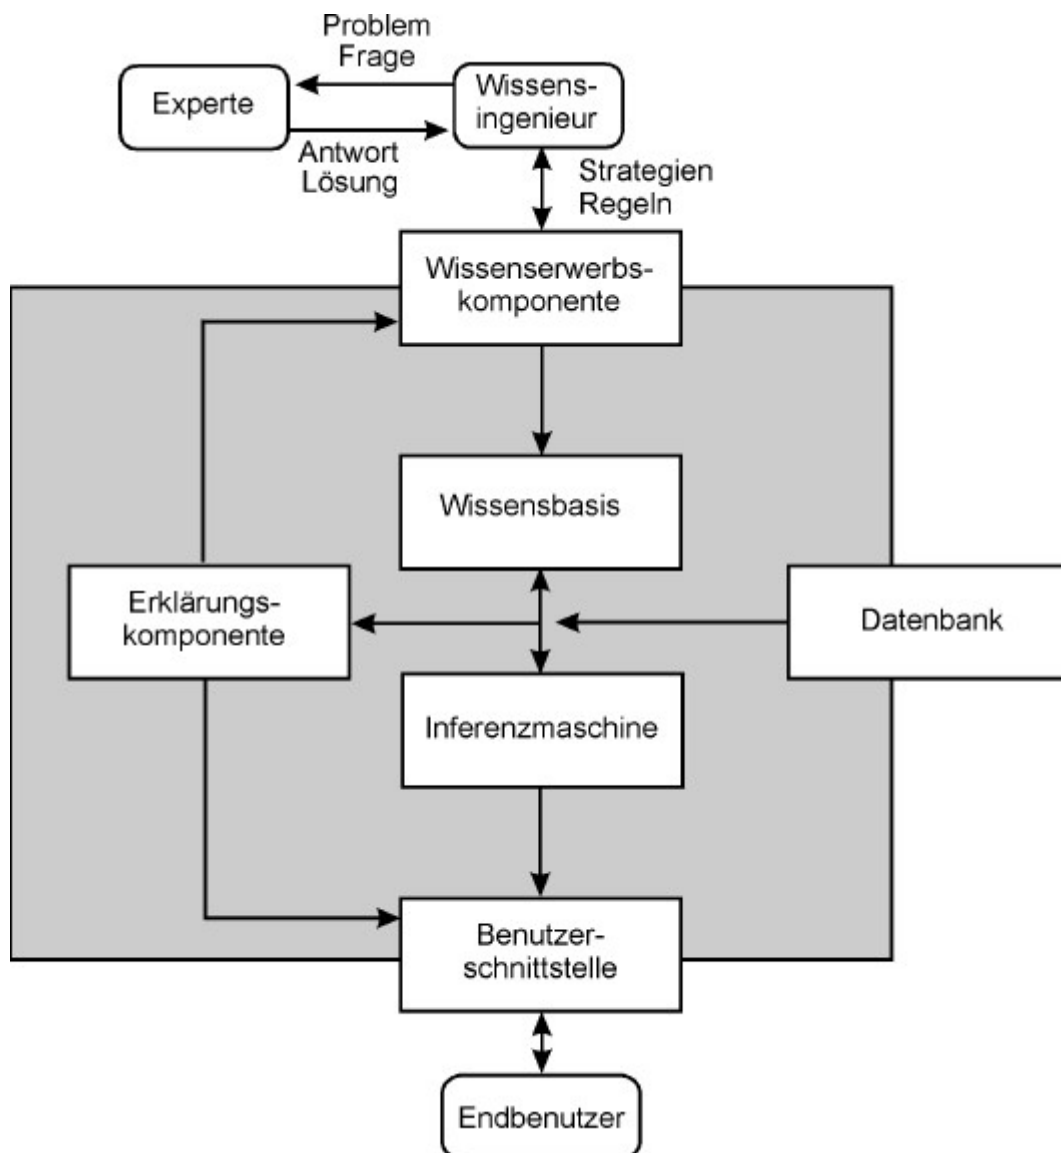 Problem
Frage
Experte
Wissens-
ingenieur
Antwort
Lösung
Strategien
Regeln
Wissenserwerbs-
komponente
Wissensbasis
Erklärungs-
komponente
Datenbank
Inferenzmaschine
Benutzer-
schnittstelle
Endbenutzer